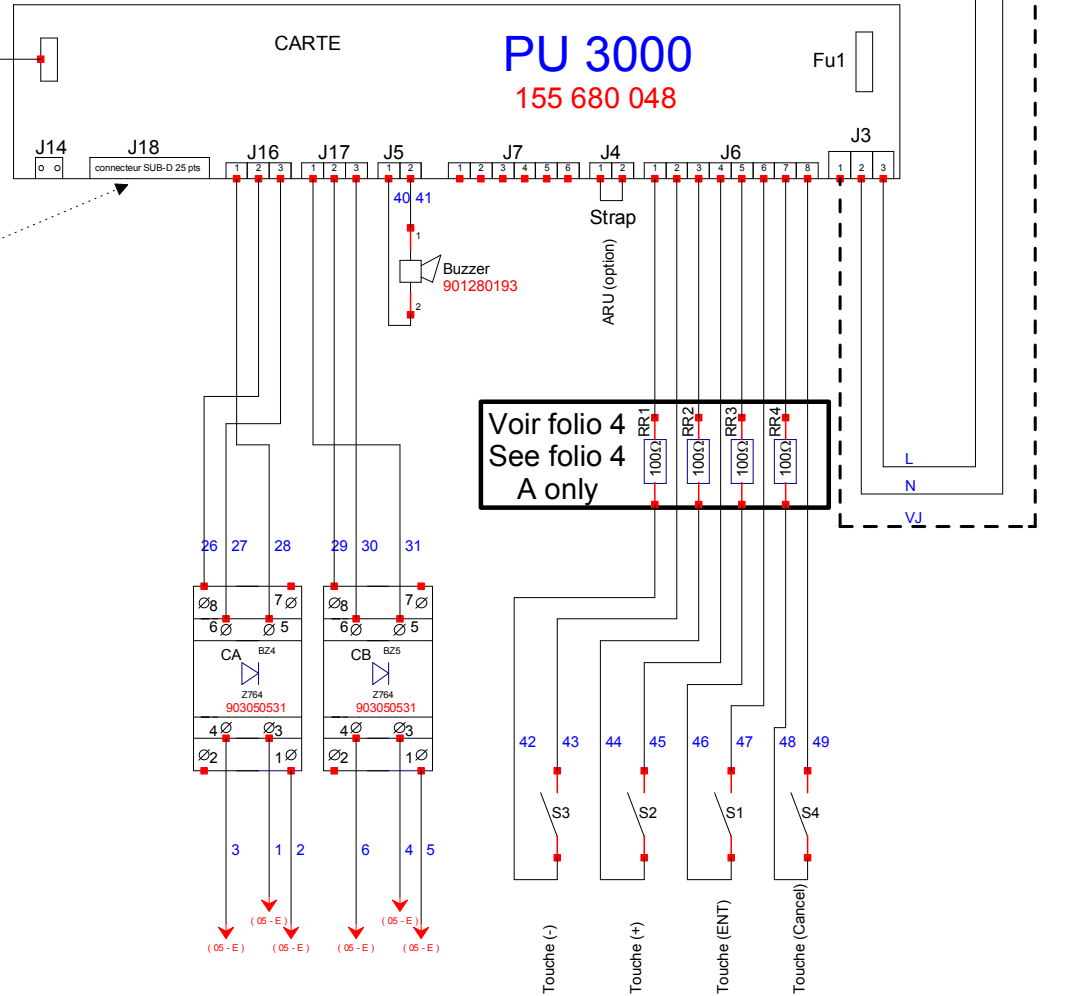 CARTE
PU 3000
155 680 048
Fu1
J14
J18
J16
J17
J5
J7
J4
J6
J3
connecteur SUB-D 25 pts
1 2 3
1 2 3
1 2
1 2 3 4 5 6
1 2
1 2 3 4 5 6 7 8
1 2 3
40 41
1
Buzzer
901280193
2
Strap
ARU (option)
Voir folio 4
See folio 4
A only
RR1
RR2
RR3
RR4
100Ω
100Ω
100Ω
100Ω
L
N
VJ
26 27 28 29 30 31
8 7
6 5
CA BZ4
Z764
903050531
4 3
2 1
8 7
6 5
CB BZ5
Z764
903050531
4 3
2 1
42 43 44 45 46 47 48 49
S3
S2
S1
S4
3 1 2 6 4 5
( 05 - E )
( 05 - E )
( 05 - E )
( 05 - E )
( 05 - E )
( 05 - E )
Touche (-)
Touche (+)
Touche (ENT)
Touche (Cancel)